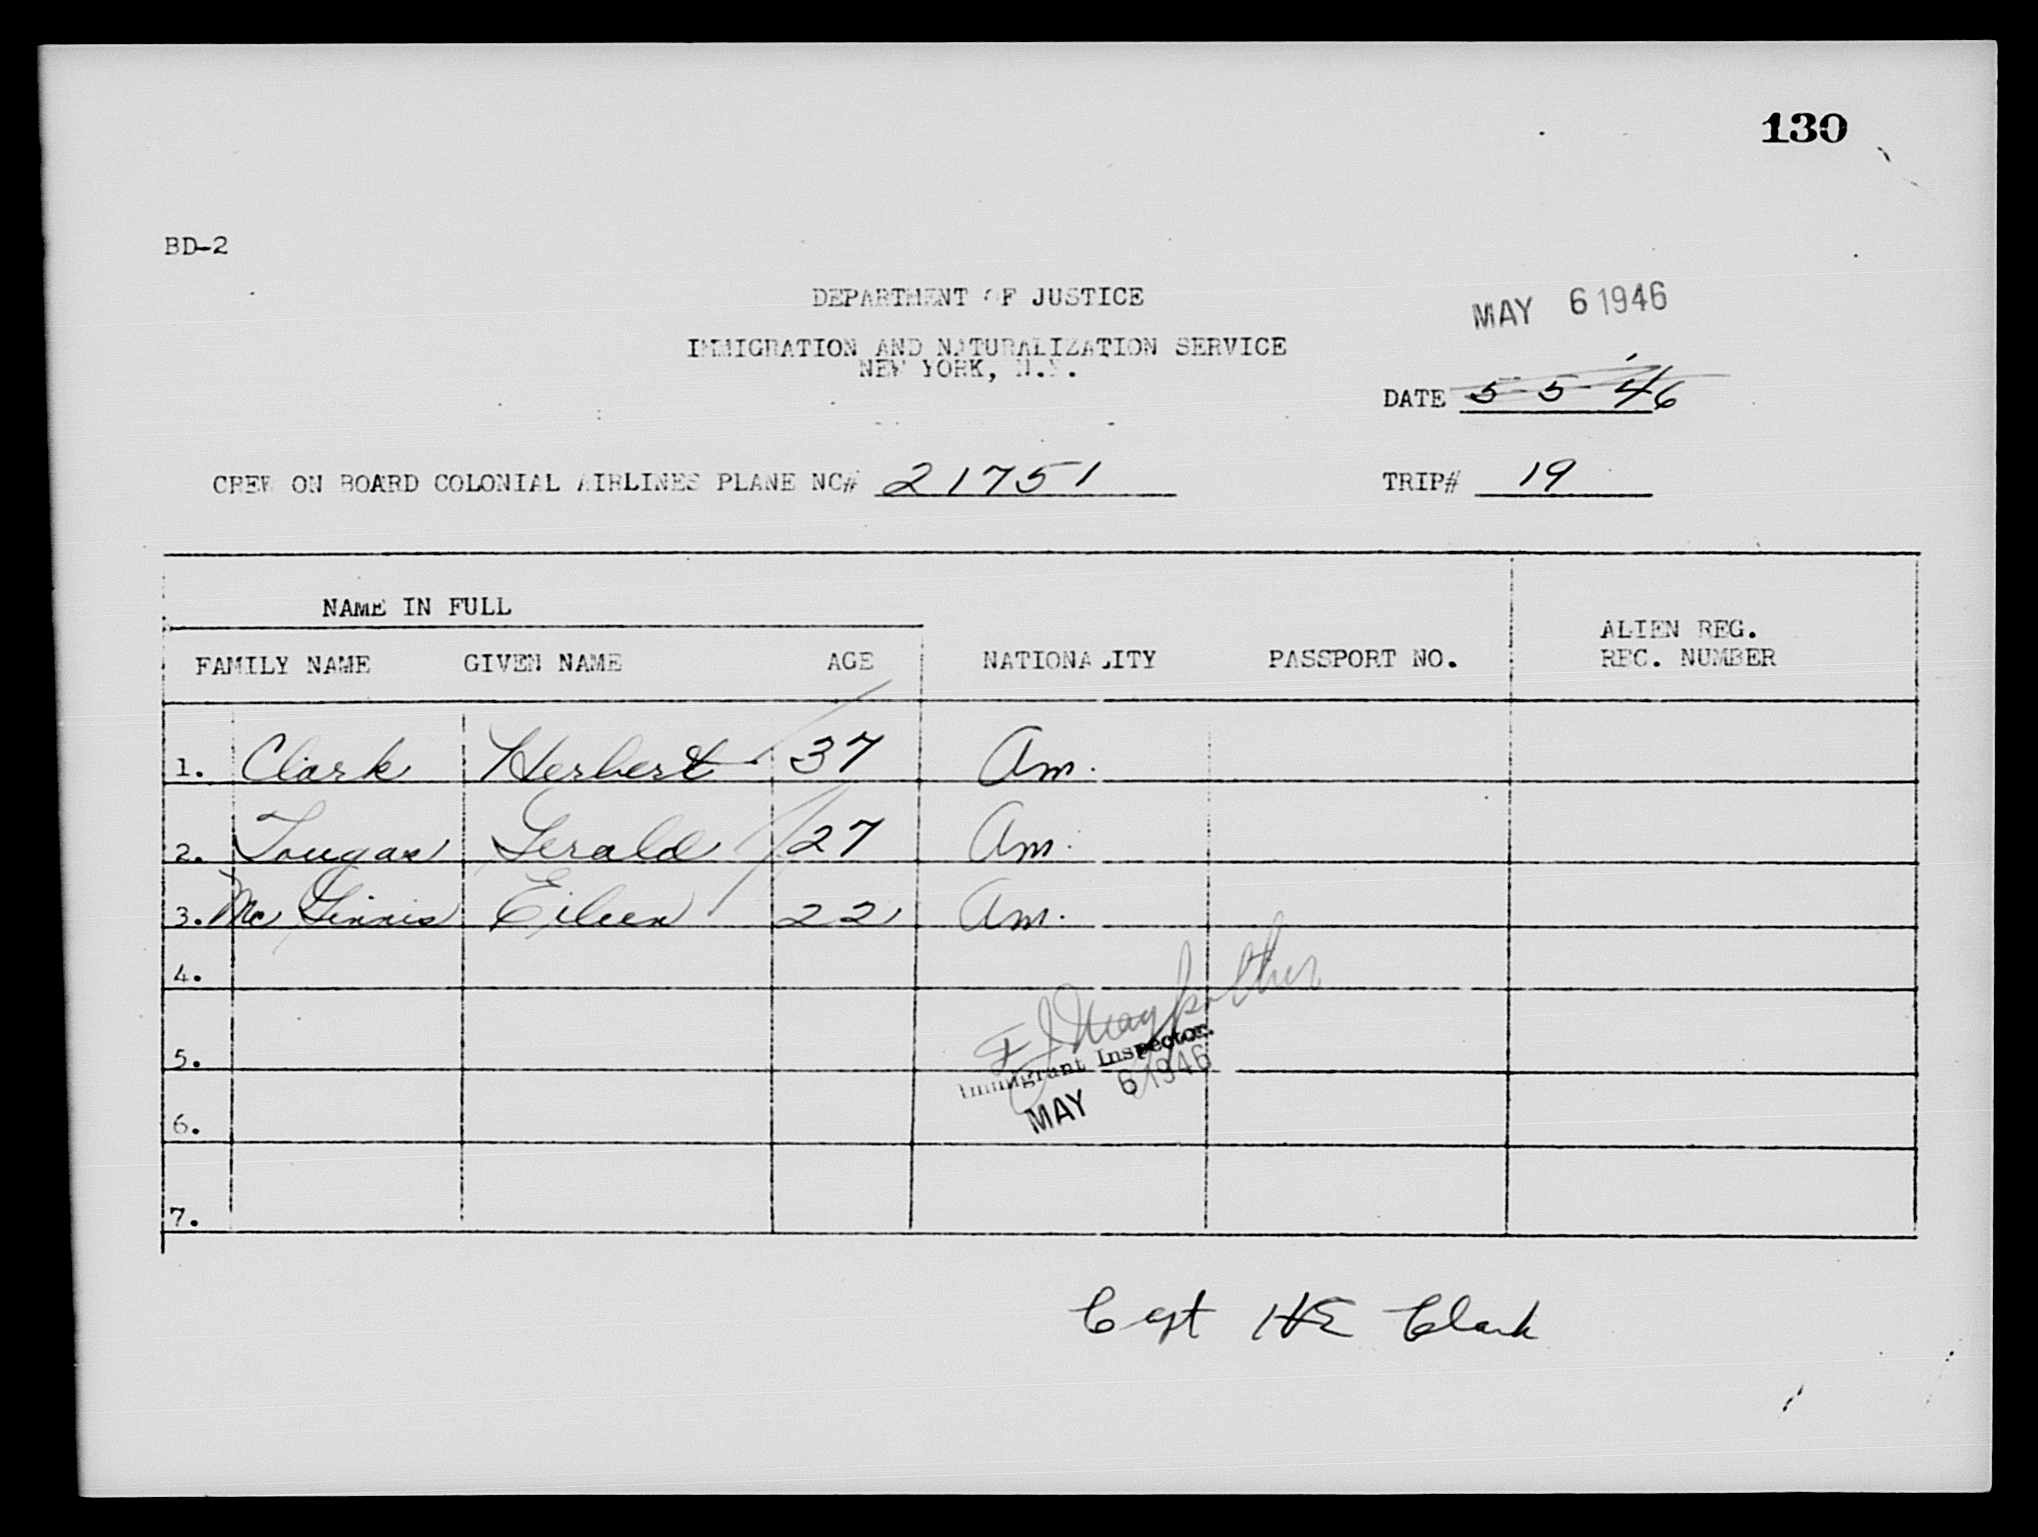 130
BD-2
DEPARTMENT OF JUSTICE
MAY 6 1946
IMMIGRATION AND NATURALIZATION SERVICE
NEW YORK, N.Y.
DATE 5-5-46
CREW ON BOARD COLONIAL AIRLINES PLANE NC# 21751 TRIP# 19
NAME IN FULL
FAMILY NAME GIVEN NAME AGE NATIONALITY PASSPORT NO. ALIEN REG. REC. NUMBER
1. Clark Herbert 37 Am.
2. Tougas Gerald 27 Am.
3. Mc Ginnis Eileen 22 Am.
4.
5.
Immigrant Inspector.
MAY 6 1946
6.
7.
Capt HE Clark